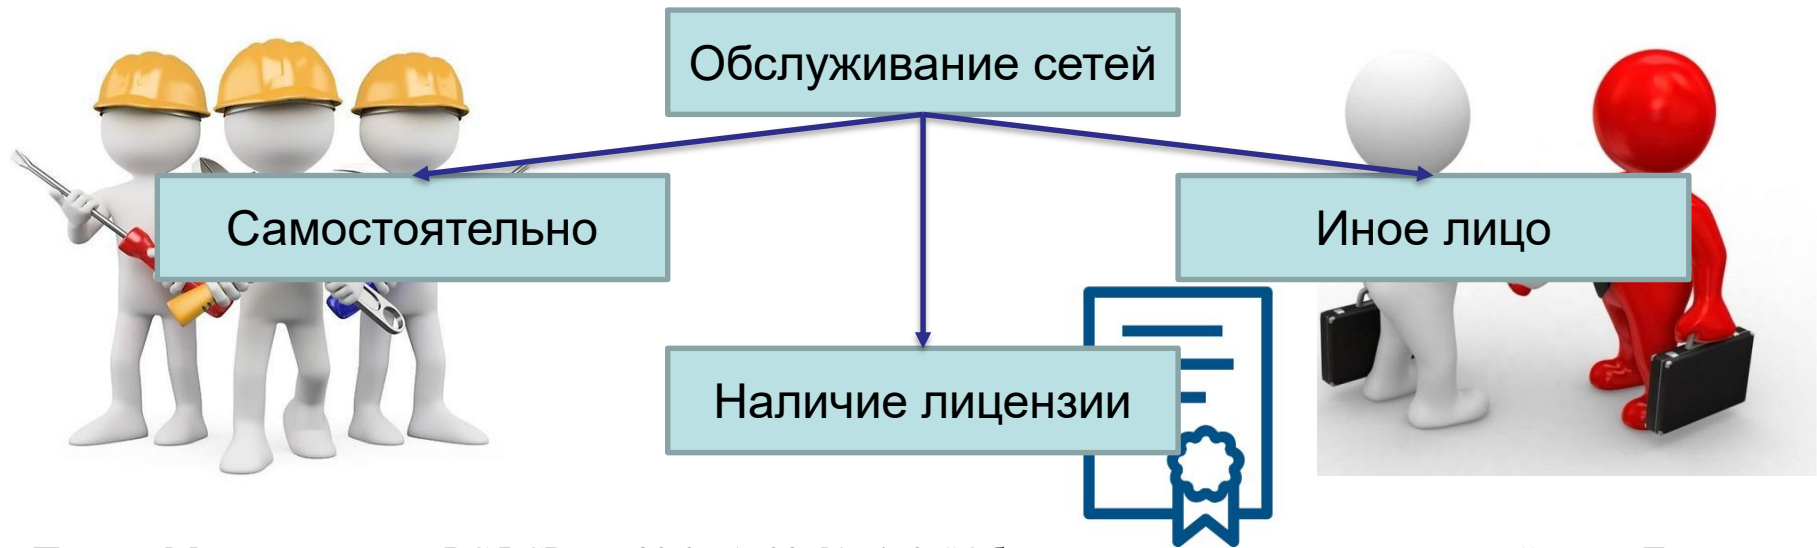 Обслуживание сетей
Самостоятельно
Иное лицо
Наличие лицензии